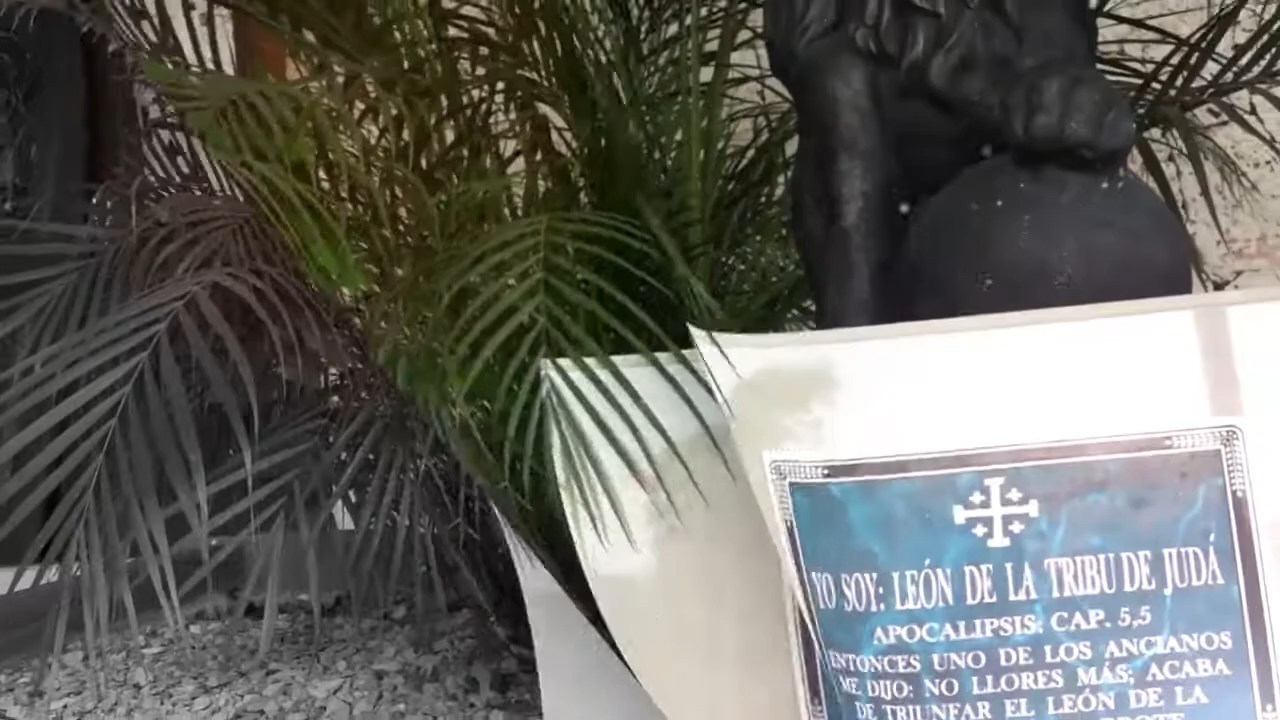 YO SOY: LEÓN DE LA TRIBU DE JUDÁ
APOCALIPSIS: CAP. 5,5
ENTONCES UNO DE LOS ANCIANOS
ME DIJO: NO LLORES MÁS; ACABA
DE TRIUNFAR EL LEÓN DE LA